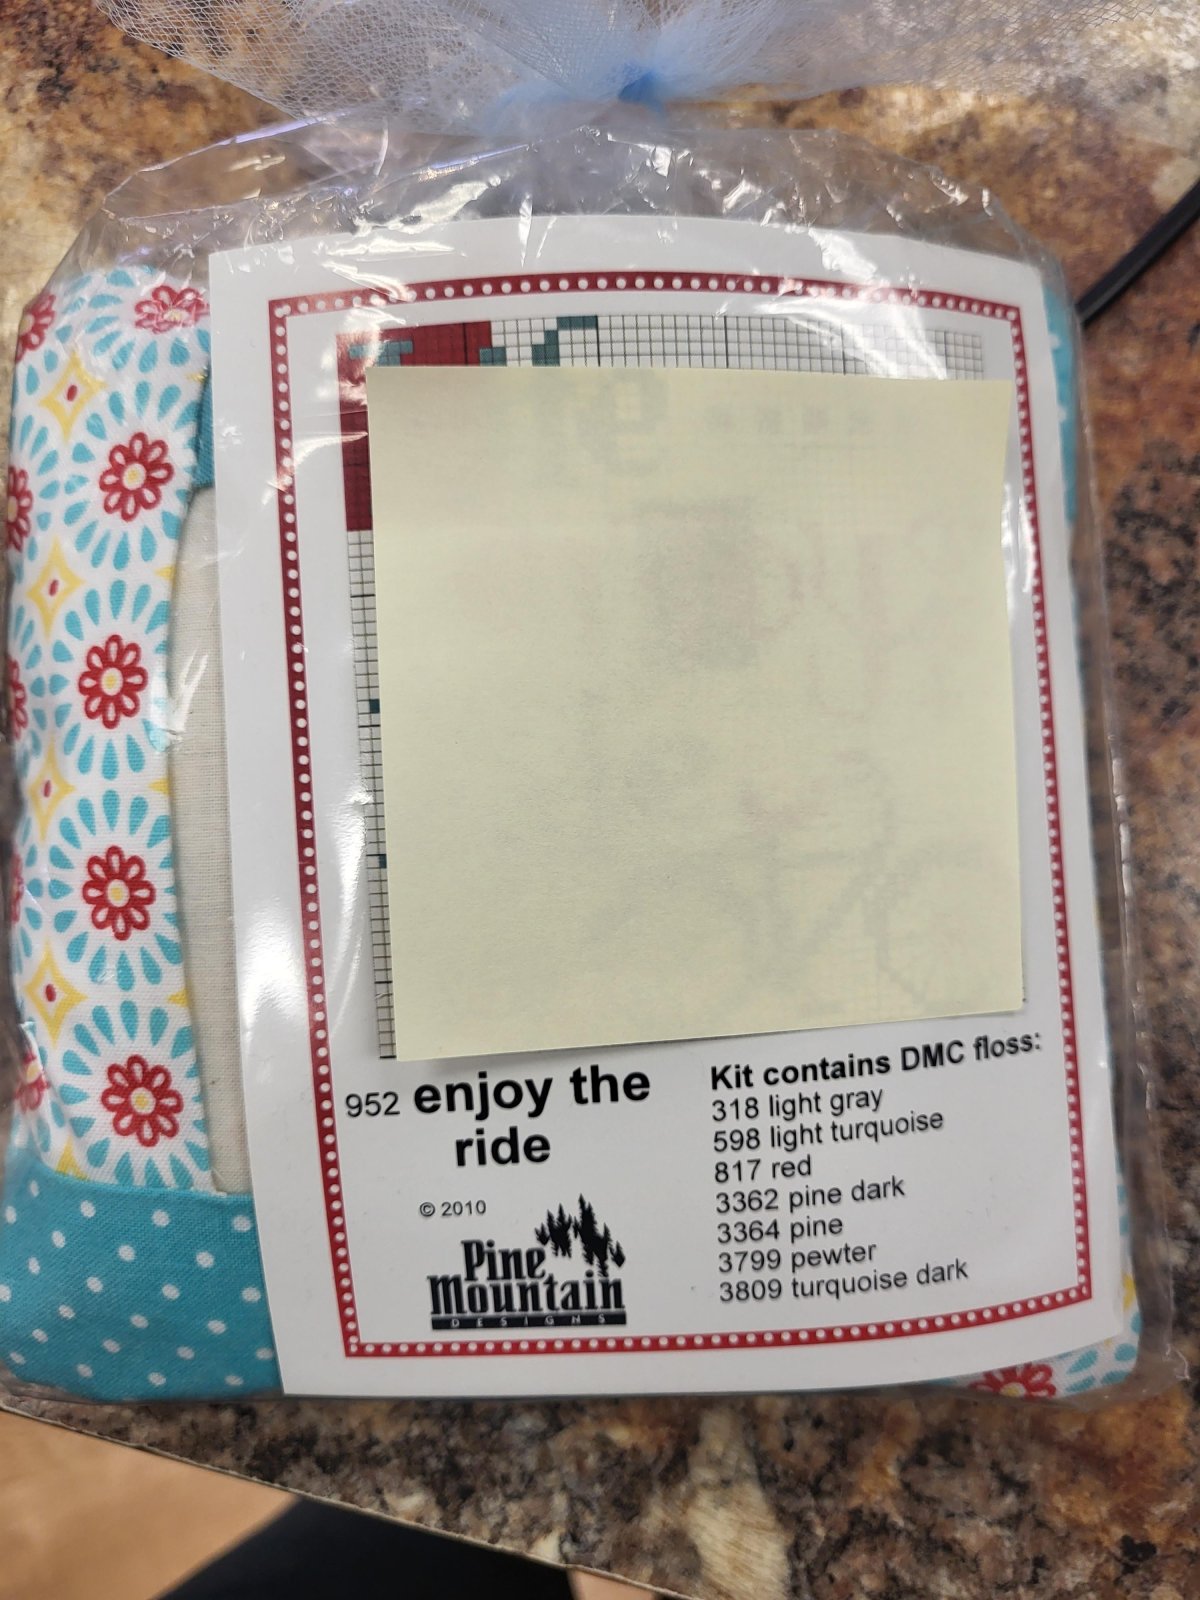 952 enjoy the
ride
© 2010
Pine
Mountain
DESIGNS
Kit contains DMC floss:
318 light gray
598 light turquoise
817 red
3362 pine dark
3364 pine
3799 pewter
3809 turquoise dark